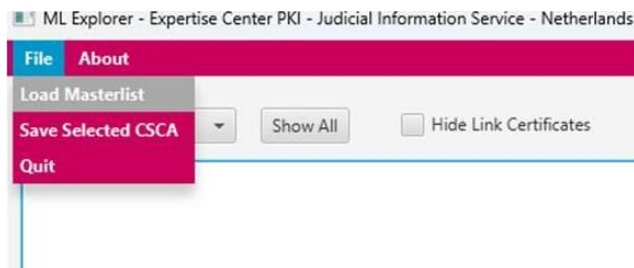 ML Explorer - Expertise Center PKI - Judicial Information Service - Netherlands
File About
Load Masterlist
Save Selected CSCA Show All Hide Link Certificates
Quit